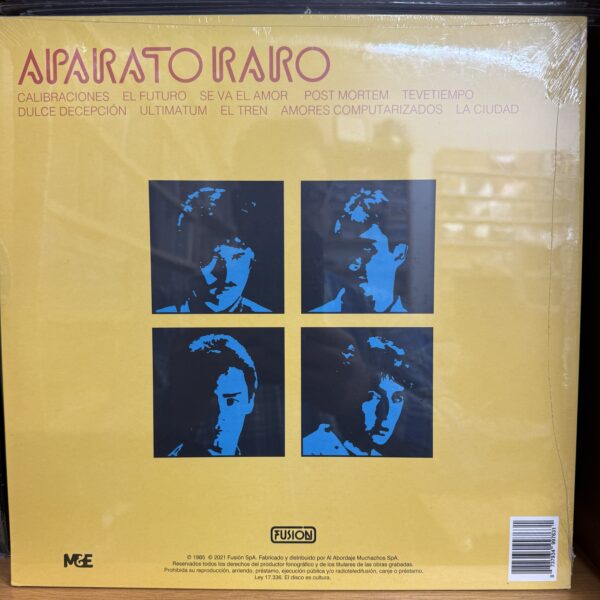 APARATO RARO
CALIBRACIONES EL FUTURO SE VA EL AMOR POST MORTEM TEVETIEMPO
DULCE DECEPCIÓN ULTIMATUM EL TREN AMORES COMPUTARIZADOS LA CIUDAD
FUSION
M&E
© 1985 © 2021 Fusión SpA. Fabricado y distribuido por Al Abordaje Muchachos SpA.
Reservados todos los derechos del productor fonográfico y de los titulares de las obras grabadas.
Prohibida su reproducción, arriendo, préstamo, ejecución pública y/o radioteledifusión, canje o préstamo.
Ley 17.336. El disco es cultura.